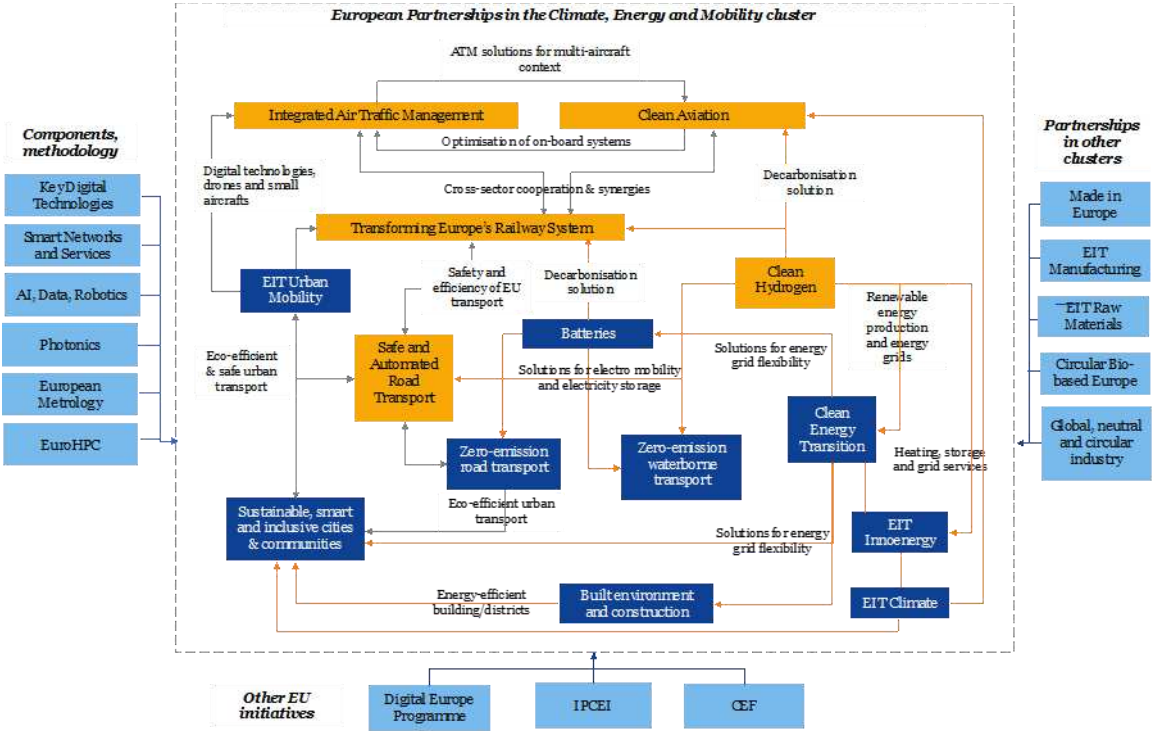 European Partnerships in the Climate, Energy and Mobility cluster
ATM solutions for multi-aircraft
context
Integrated Air Traffic Management
Clean Aviation
Components,
methodology
Partnerships
in other
clusters
Optimisation of on-board systems
Digital technologies,
drones and small
aircrafts
Cross-sector cooperation & synergies
Decarbonisation
solution
Key Digital
Technologies
Smart Networks
and Services
AI, Data, Robotics
Photonics
European
Metrology
EuroHPC
Made in
Europe
EIT
Manufacturing
EIT Raw
Materials
Circular Bio-
based Europe
Global, neutral
and circular
industry
Transforming Europe's Railway System
EIT Urban
Mobility
Safety and
efficiency of EU
transport
Decarbonisation
solution
Clean
Hydrogen
Renewable
energy
production
and energy
grids
Batteries
Eco-efficient
& safe urban
transport
Safe and
Automated
Road
Transport
Solutions for electro mobility
and electricity storage
Solutions for energy
grid flexibility
Clean
Energy
Transition
Zero-emission
road transport
Zero-emission
waterborne
transport
Heating, storage
and grid services
Eco-efficient urban
transport
Sustainable, smart
and inclusive cities
& communities
Solutions for energy
grid flexibility
EIT
Innoenergy
Energy-efficient
building/districts
Built environment
and construction
EIT Climate
Other EU
initiatives
Digital Europe
Programme
IPCEI
CEF